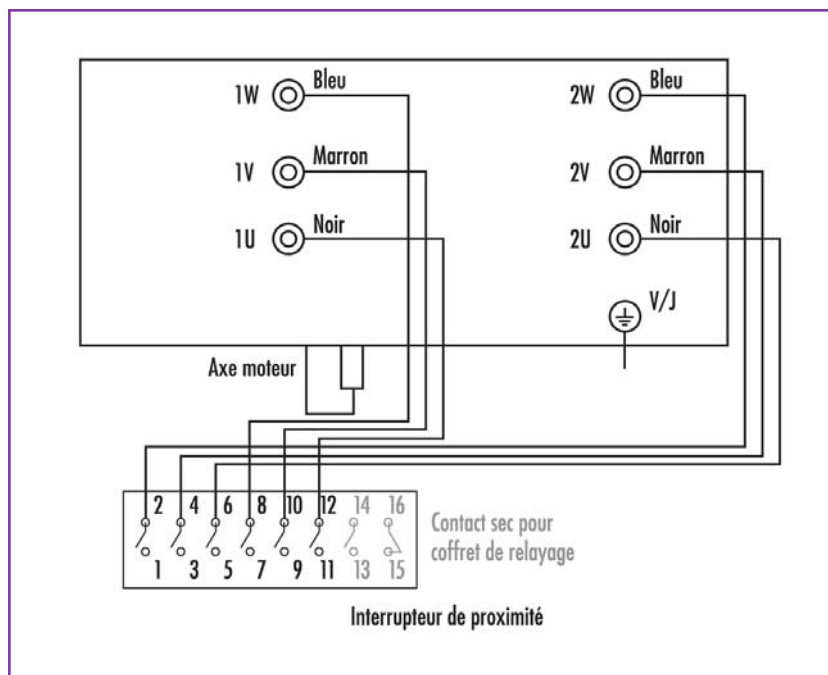 1W Bleu 2W Bleu
1V Marron 2V Marron
1U Noir 2U Noir
V/J
Axe moteur
2 4 6 8 10 12 14 16
Contact sec pour
coffret de relayage
1 3 5 7 9 11 13 15
Interrupteur de proximité